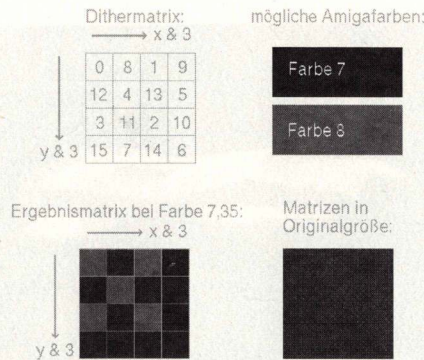 Dithermatrix:
x & 3
0 8 1 9
12 4 13 5
3 11 2 10
15 7 14 6
y & 3
mögliche Amigafarben:
Farbe 7
Farbe 8
Ergebnismatrix bei Farbe 7,35:
x & 3
y & 3
Matrizen in
Originalgröße: